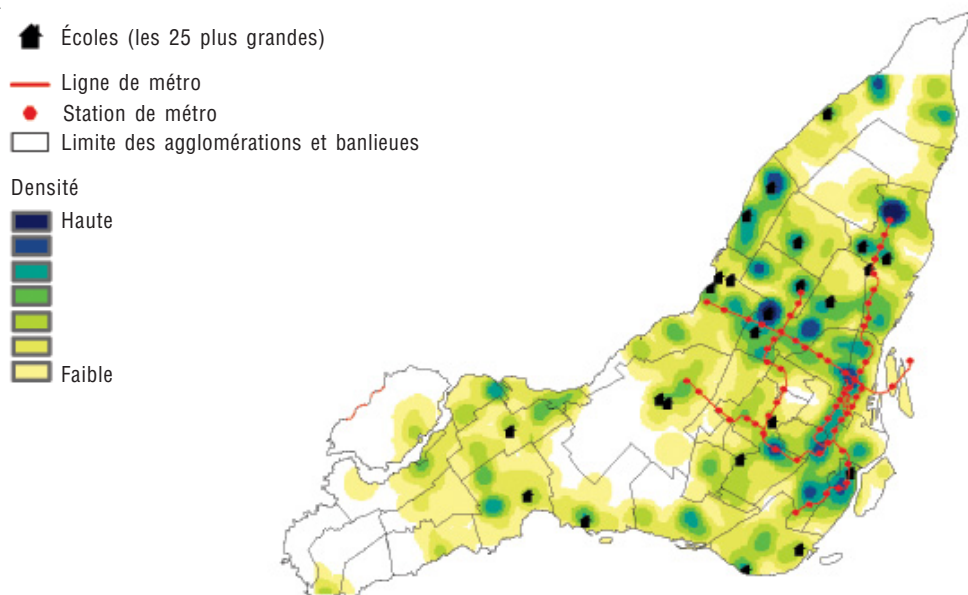 Écoles (les 25 plus grandes)
Ligne de métro
Station de métro
Limite des agglomérations et banlieues
Densité
Haute
Faible